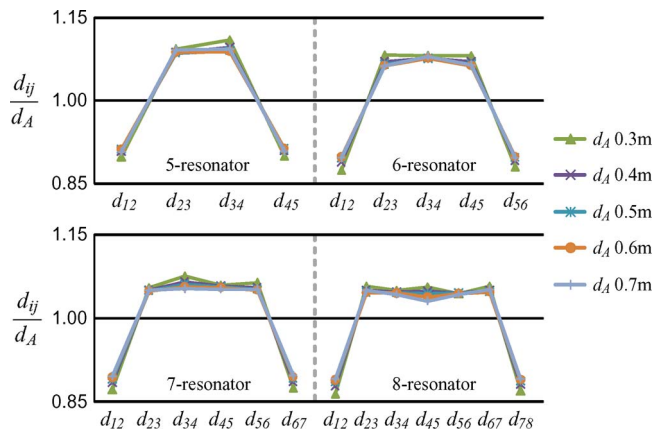 1.15
d_ij/d_A
1.00
0.85
5-resonator 6-resonator
d_12 d_23 d_34 d_45 d_12 d_23 d_34 d_45 d_56
1.15
d_ij/d_A
1.00
0.85
7-resonator 8-resonator
d_12 d_23 d_34 d_45 d_56 d_67 d_12 d_23 d_34 d_45 d_56 d_67 d_78
d_A 0.3m
d_A 0.4m
d_A 0.5m
d_A 0.6m
d_A 0.7m